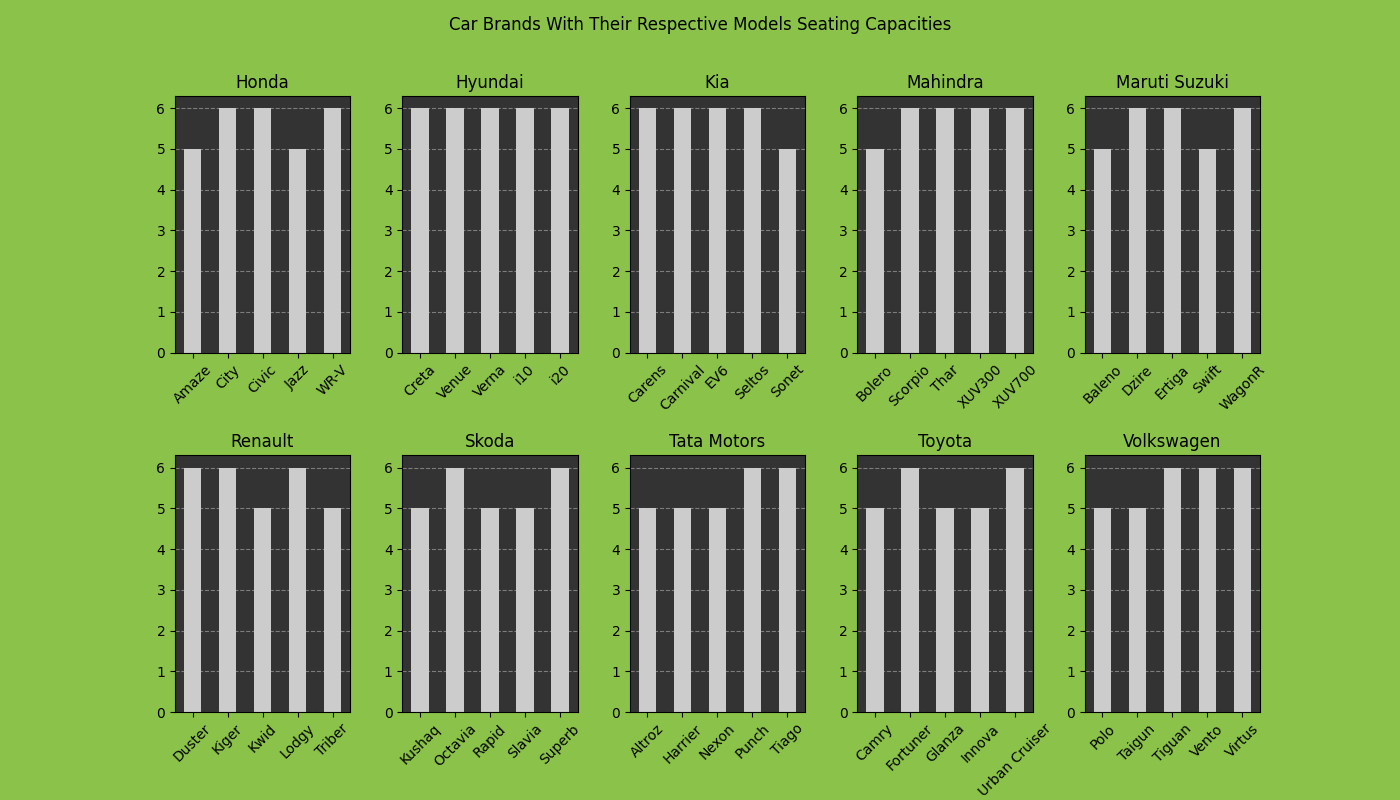 Car Brands With Their Respective Models Seating Capacities
Honda
6
5
4
3
2
1
0
Amaze
City
Civic
Jazz
WR-V
Hyundai
6
5
4
3
2
1
0
Creta
Venue
Verna
i10
i20
Kia
6
5
4
3
2
1
0
Carens
Carnival
EV6
Seltos
Sonet
Mahindra
6
5
4
3
2
1
0
Bolero
Scorpio
Thar
XUV300
XUV700
Maruti Suzuki
6
5
4
3
2
1
0
Baleno
Dzire
Ertiga
Swift
WagonR
Renault
6
5
4
3
2
1
0
Duster
Kiger
Kwid
Lodgy
Triber
Skoda
6
5
4
3
2
1
0
Kushaq
Octavia
Rapid
Slavia
Superb
Tata Motors
6
5
4
3
2
1
0
Altroz
Harrier
Nexon
Punch
Tiago
Toyota
6
5
4
3
2
1
0
Camry
Fortuner
Glanza
Innova
Urban Cruiser
Volkswagen
6
5
4
3
2
1
0
Polo
Taigun
Tiguan
Vento
Virtus